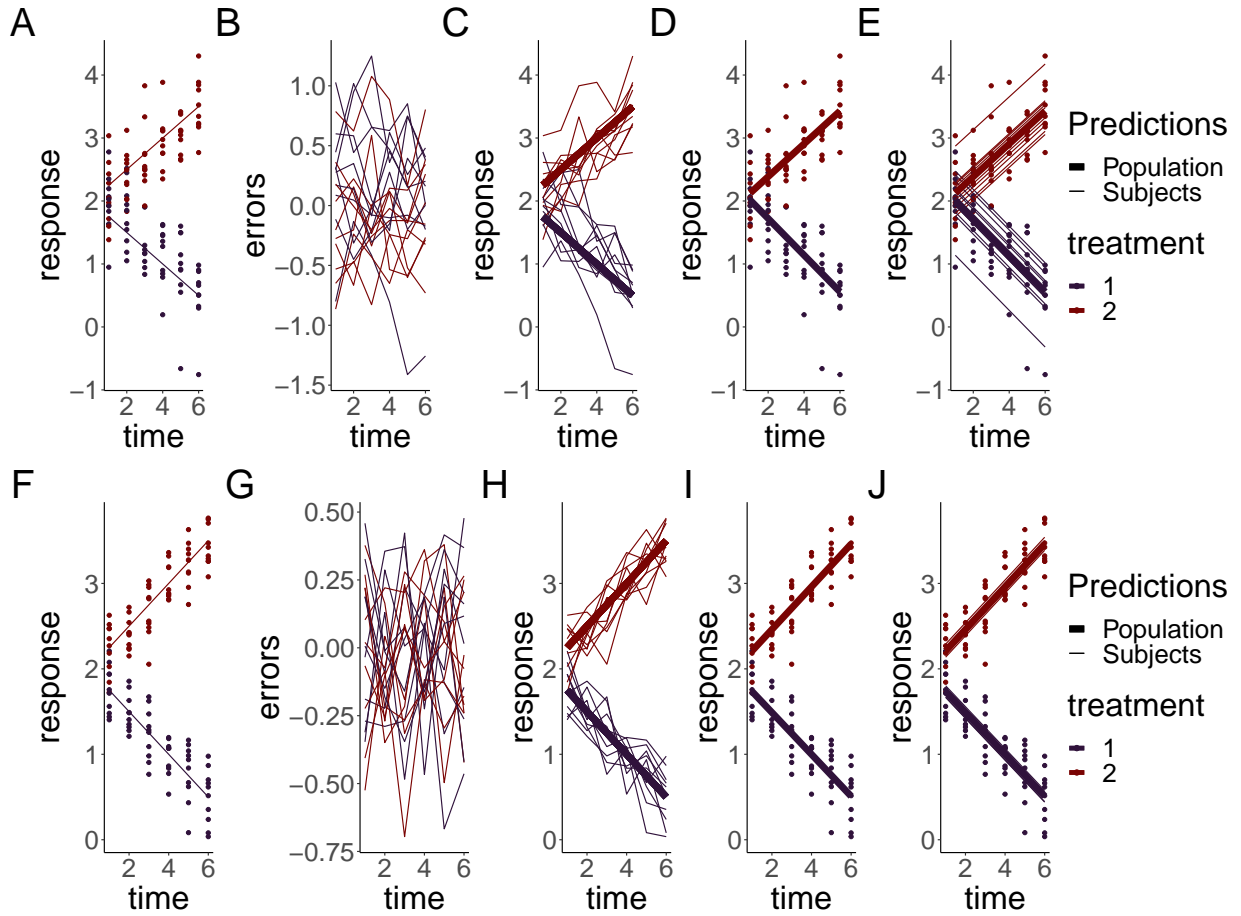 A
B
C
D
E
response
4
3
2
1
0
−1
2 4 6
time
errors
1.0
0.5
0.0
−0.5
−1.0
−1.5
2 4 6
time
response
4
3
2
1
0
−1
2 4 6
time
response
4
3
2
1
0
−1
2 4 6
time
response
4
3
2
1
0
−1
2 4 6
time
Predictions
Population
Subjects
treatment
1
2
F
G
H
I
J
response
3
2
1
0
2 4 6
time
errors
0.50
0.25
0.00
−0.25
−0.50
−0.75
2 4 6
time
response
3
2
1
0
2 4 6
time
response
3
2
1
0
2 4 6
time
response
3
2
1
0
2 4 6
time
Predictions
Population
Subjects
treatment
1
2